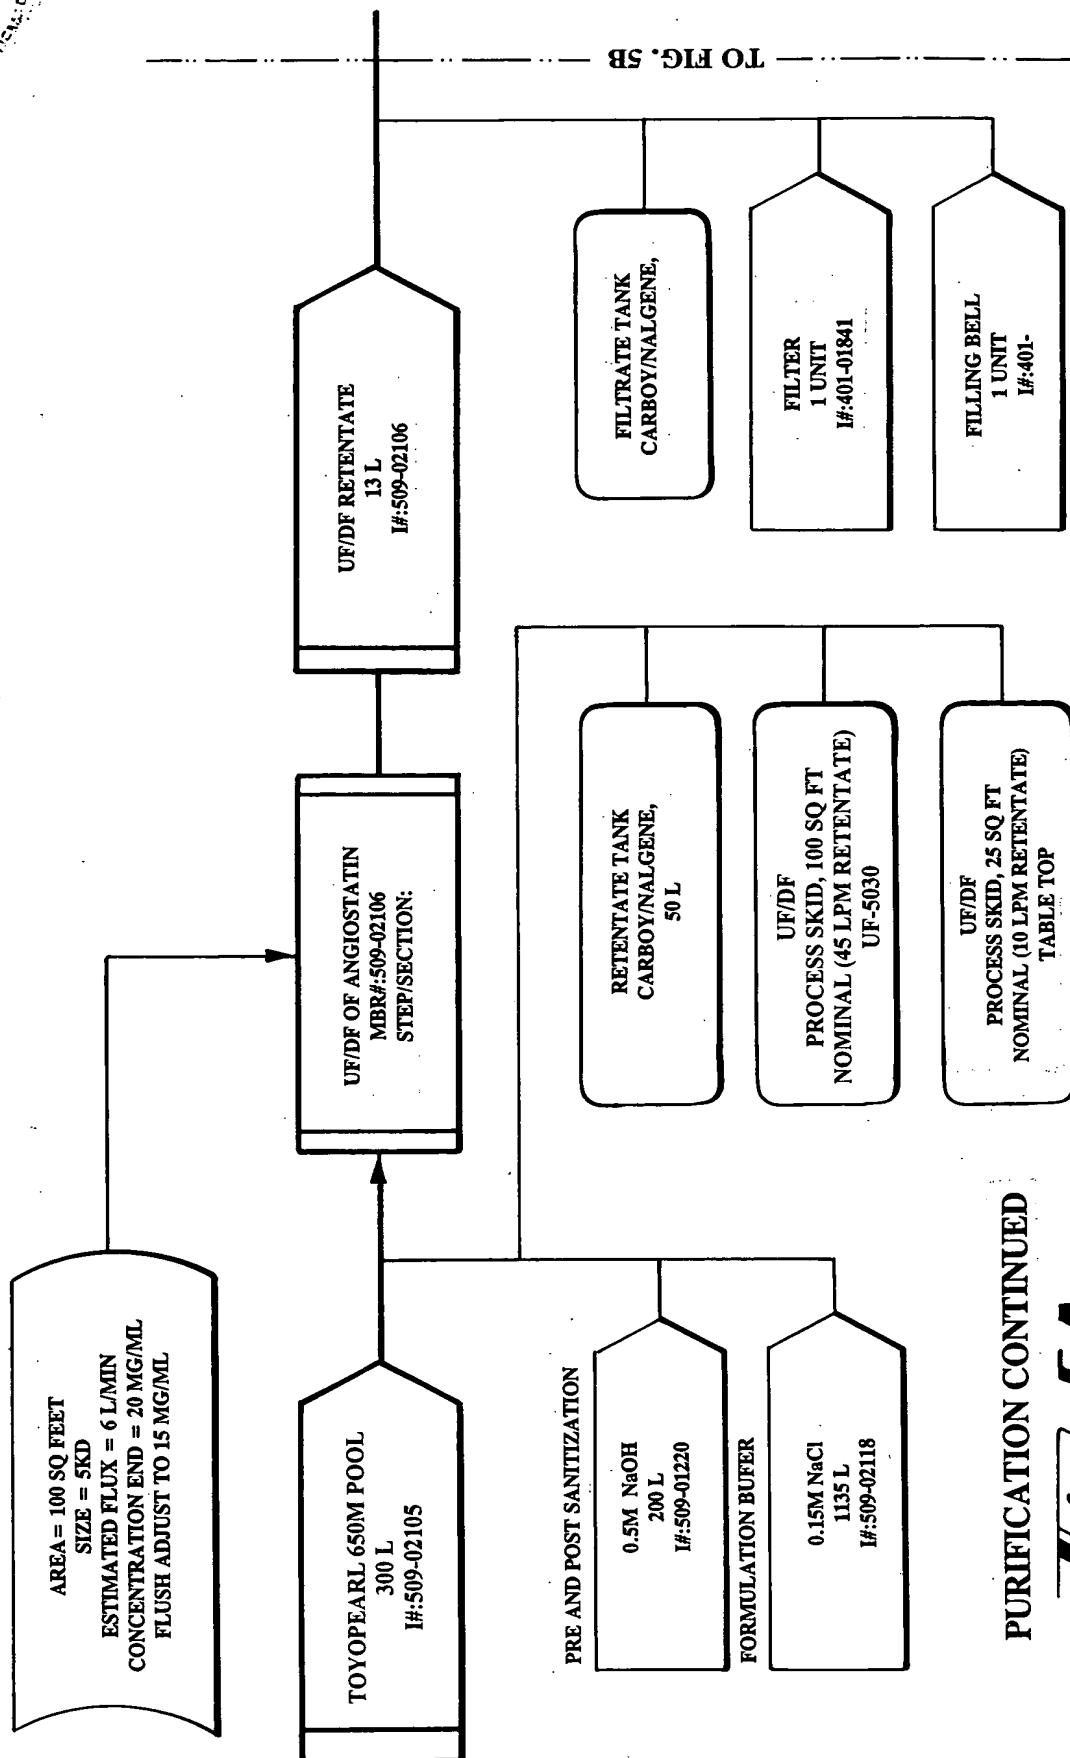 AREA = 100 SQ FEET
SIZE = 5KD
ESTIMATED FLUX = 6 L/MIN
CONCENTRATION END = 20 MG/ML
FLUSH ADJUST TO 15 MG/ML
TOYOPEARL 650M POOL
300 L
I#:509-02105
UF/DF OF ANGIOSTATIN
MBR#:509-02106
STEP/SECTION:
UF/DF RETENTATE
13 L
I#:509-02106
TO FIG. 5B
PRE AND POST SANITIZATION
0.5M NaOH
200 L
I#:509-01220
FORMULATION BUFER
0.15M NaCl
1135 L
I#:509-02118
RETENTATE TANK
CARBOY/NALGENE,
50 L
UF/DF
PROCESS SKID, 100 SQ FT
NOMINAL (45 LPM RETENTATE)
UF-5030
UF/DF
PROCESS SKID, 25 SQ FT
NOMINAL (10 LPM RETENTATE)
TABLE TOP
FILTRATE TANK
CARBOY/NALGENE,
FILTER
1 UNIT
I#:401-01841
FILLING BELL
1 UNIT
I#:401-
PURIFICATION CONTINUED